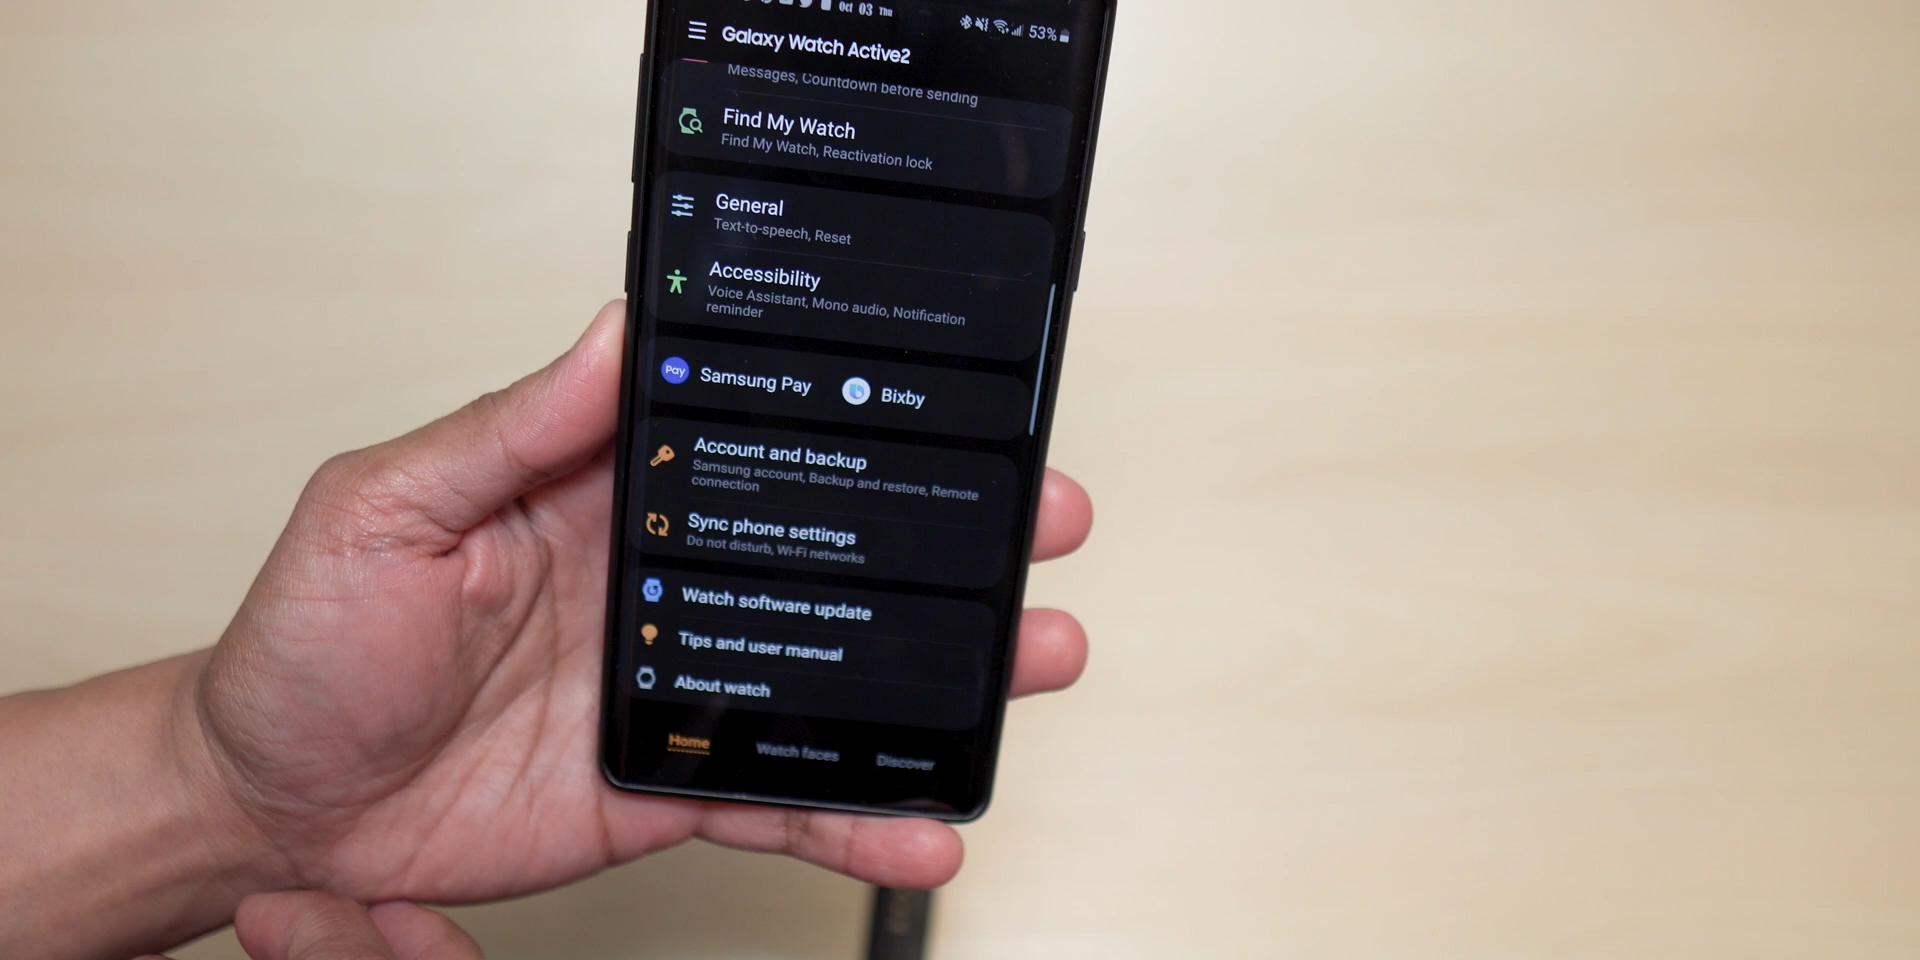 Oct 03 Thu
53%
Galaxy Watch Active2
Messages, Countdown before sending
Find My Watch
Find My Watch, Reactivation lock
General
Text-to-speech, Reset
Accessibility
Voice Assistant, Mono audio, Notification
reminder
Pay Samsung Pay
Bixby
Account and backup
Samsung account, Backup and restore, Remote
connection
Sync phone settings
Do not disturb, Wi-Fi networks
Watch software update
Tips and user manual
About watch
Home
Watch faces
Discover